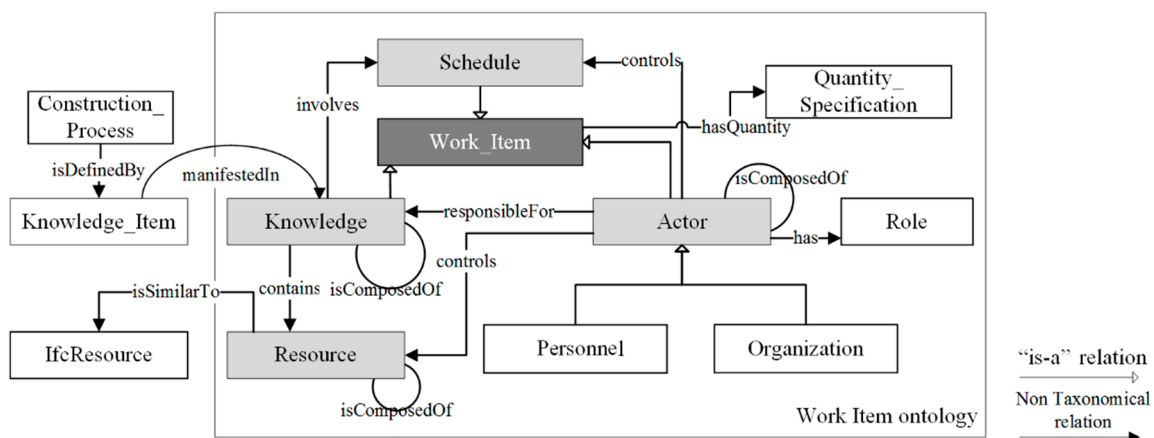 Schedule
controls
Quantity_
Specification
Construction_
Process
involves
Work_Item
hasQuantity
isDefinedBy
manifestedIn
isComposedOf
Knowledge_Item
Knowledge
responsibleFor
Actor
has
Role
controls
isSimilarTo
contains
isComposedOf
IfcResource
Resource
Personnel
Organization
isComposedOf
Work Item ontology
“is-a” relation
Non Taxonomical
relation